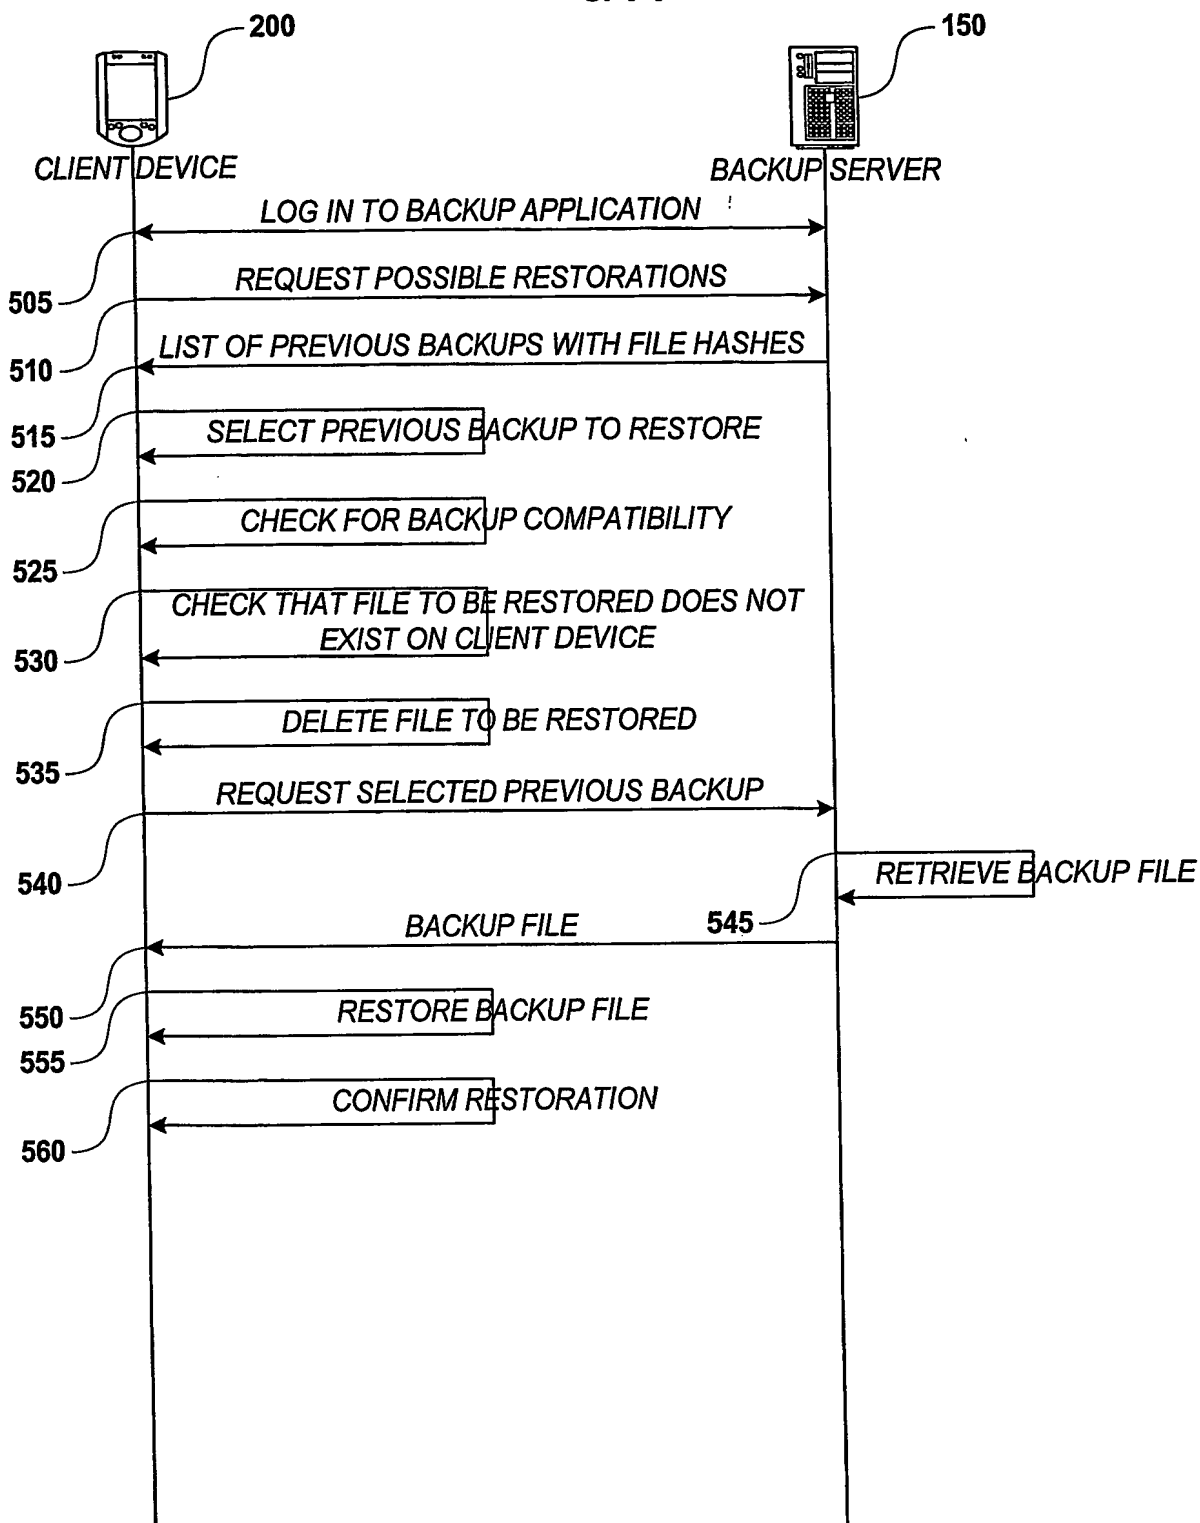 200
150
CLIENT DEVICE
BACKUP SERVER
LOG IN TO BACKUP APPLICATION
505
REQUEST POSSIBLE RESTORATIONS
510
LIST OF PREVIOUS BACKUPS WITH FILE HASHES
515
SELECT PREVIOUS BACKUP TO RESTORE
520
CHECK FOR BACKUP COMPATIBILITY
525
CHECK THAT FILE TO BE RESTORED DOES NOT
EXIST ON CLIENT DEVICE
530
DELETE FILE TO BE RESTORED
535
REQUEST SELECTED PREVIOUS BACKUP
540
RETRIEVE BACKUP FILE
545
BACKUP FILE
550
RESTORE BACKUP FILE
555
CONFIRM RESTORATION
560